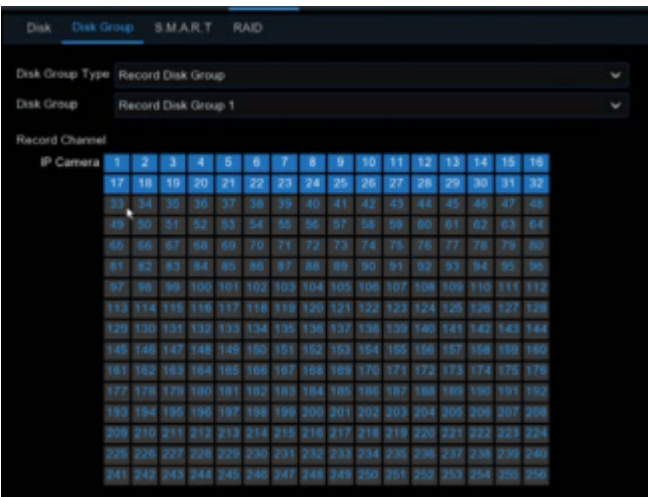 Disk Disk Group S.M.A.R.T RAID
Disk Group Type Record Disk Group
Disk Group Record Disk Group 1
Record Channel
IP Camera 1 2 3 4 5 6 7 8 9 10 11 12 13 14 15 16
17 18 19 20 21 22 23 24 25 26 27 28 29 30 31 32
33 34 35 36 37 38 39 40 41 42 43 44 45 46 47 48
49 50 51 52 53 54 55 56 57 58 59 60 61 62 63 64
65 66 67 68 69 70 71 72 73 74 75 76 77 78 79 80
81 82 83 84 85 86 87 88 89 90 91 92 93 94 95 96
97 98 99 100 101 102 103 104 105 106 107 108 109 110 111 112
113 114 115 116 117 118 119 120 121 122 123 124 125 126 127 128
129 130 131 132 133 134 135 136 137 138 139 140 141 142 143 144
145 146 147 148 149 150 151 152 153 154 155 156 157 158 159 160
161 162 163 164 165 166 167 168 169 170 171 172 173 174 175 176
177 178 179 180 181 182 183 184 185 186 187 188 189 190 191 192
193 194 195 196 197 198 199 200 201 202 203 204 205 206 207 208
209 210 211 212 213 214 215 216 217 218 219 220 221 222 223 224
225 226 227 228 229 230 231 232 233 234 235 236 237 238 239 240
241 242 243 244 245 246 247 248 249 250 251 252 253 254 255 256